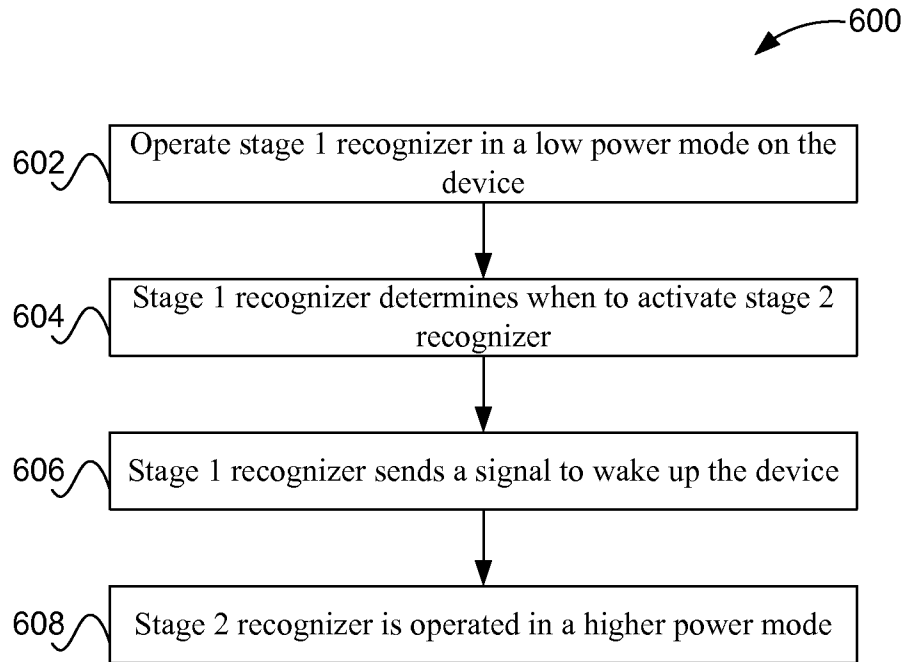 600
602
Operate stage 1 recognizer in a low power mode on the
device
604
Stage 1 recognizer determines when to activate stage 2
recognizer
606
Stage 1 recognizer sends a signal to wake up the device
608
Stage 2 recognizer is operated in a higher power mode